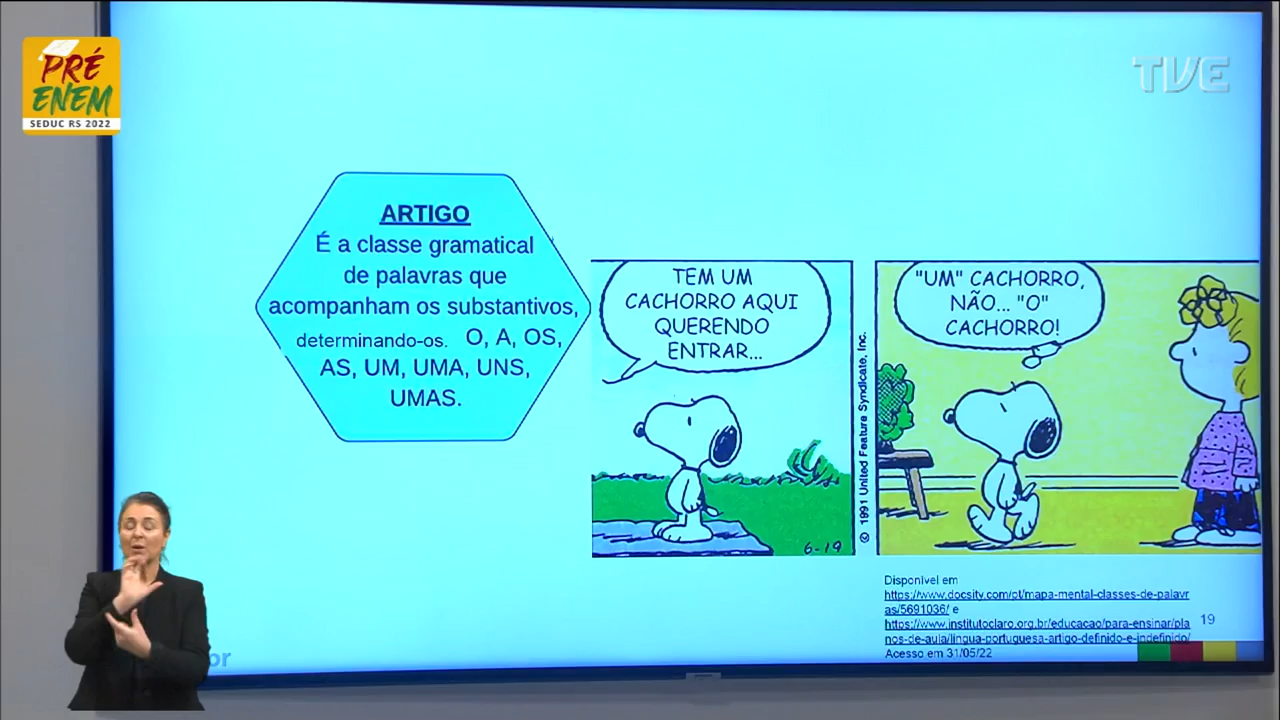 PRÉ
ENEM
SEDUC RS 2022
TVE
ARTIGO
É a classe gramatical
de palavras que
acompanham os substantivos,
determinando-os. O, A, OS,
AS, UM, UMA, UNS,
UMAS.
TEM UM
CACHORRO AQUI
QUERENDO
ENTRAR...
6-19
© 1991 United Feature Syndicate, Inc.
"UM" CACHORRO,
NÃO... "O"
CACHORRO!
Disponível em
https://www.docsity.com/pt/mapa-mental-classes-de-palavr
as/5691036/ e
https://www.institutoclaro.org.br/educacao/para-ensinar/pla
nos-de-aula/lingua-portuguesa-artigo-definido-e-indefinido/
Acesso em 31/05/22
19